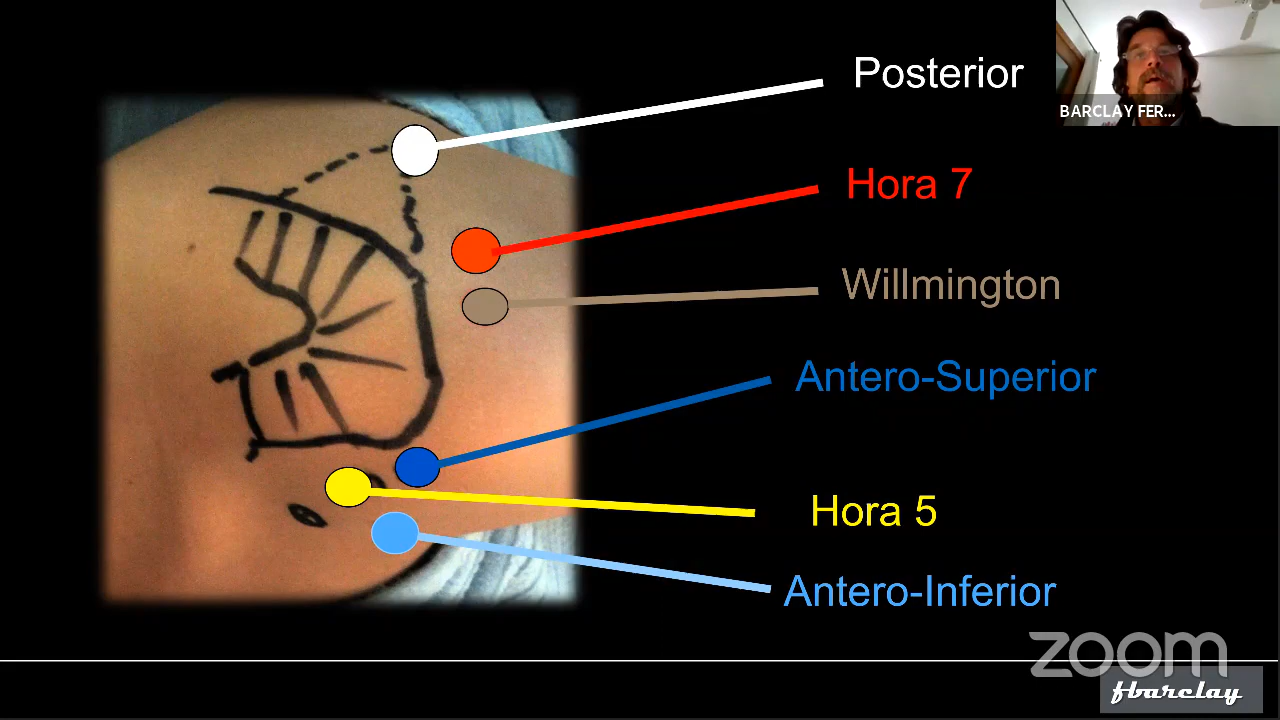 Posterior
BARCLAY FER...
Hora 7
Willmington
Antero-Superior
Hora 5
Antero-Inferior
zoom
fbarclay